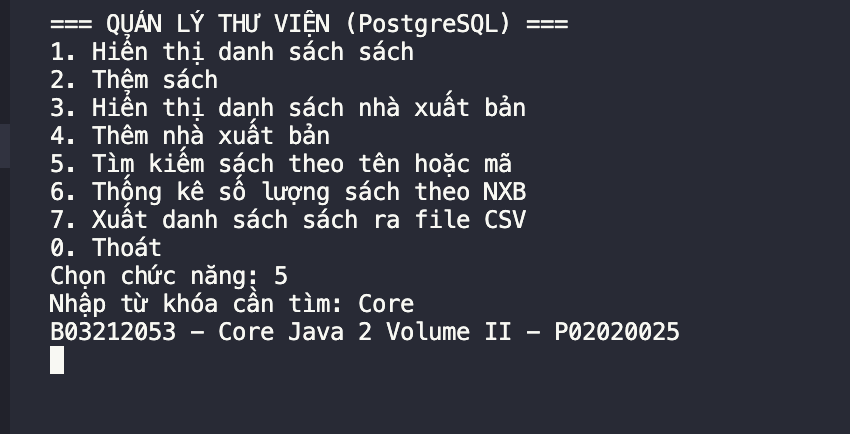 === QUẢN LÝ THƯ VIỆN (PostgreSQL) ===
1. Hiển thị danh sách sách
2. Thêm sách
3. Hiển thị danh sách nhà xuất bản
4. Thêm nhà xuất bản
5. Tìm kiếm sách theo tên hoặc mã
6. Thống kê số lượng sách theo NXB
7. Xuất danh sách sách ra file CSV
0. Thoát
Chọn chức năng: 5
Nhập từ khóa cần tìm: Core
B03212053 - Core Java 2 Volume II - P02020025